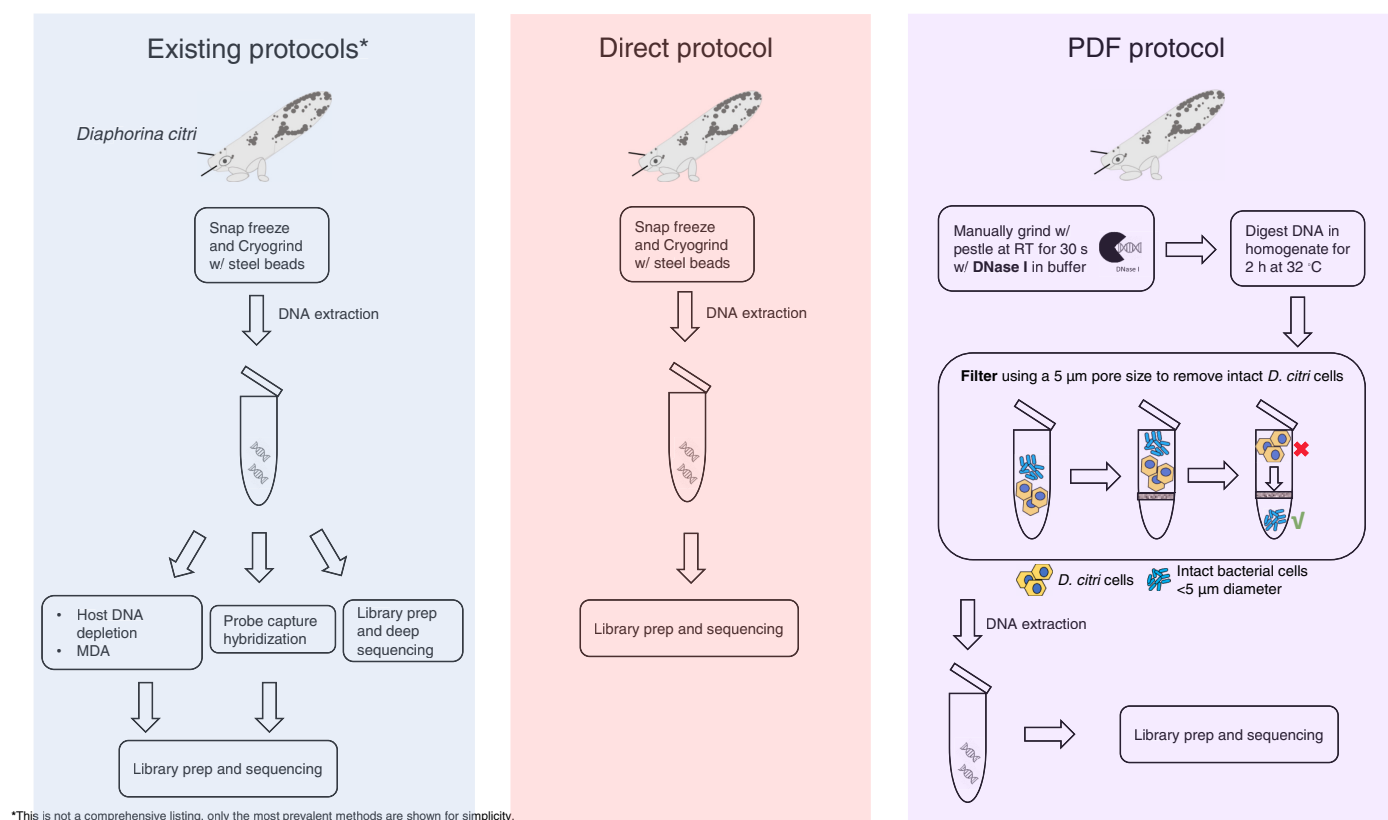 Existing protocols*
Diaphorina citri
Snap freeze
and Cryogrind
w/ steel beads
DNA extraction
• Host DNA
depletion
• MDA
Probe capture
hybridization
Library prep
and deep
sequencing
Library prep and sequencing
*This is not a comprehensive listing, only the most prevalent methods are shown for simplicity.
Direct protocol
Snap freeze
and Cryogrind
w/ steel beads
DNA extraction
Library prep and sequencing
PDF protocol
Manually grind w/
pestle at RT for 30 s
w/ DNase I in buffer
DNase I
Digest DNA in
homogenate for
2 h at 32 °C
Filter using a 5 µm pore size to remove intact D. citri cells
D. citri cells
Intact bacterial cells
<5 µm diameter
DNA extraction
Library prep and sequencing